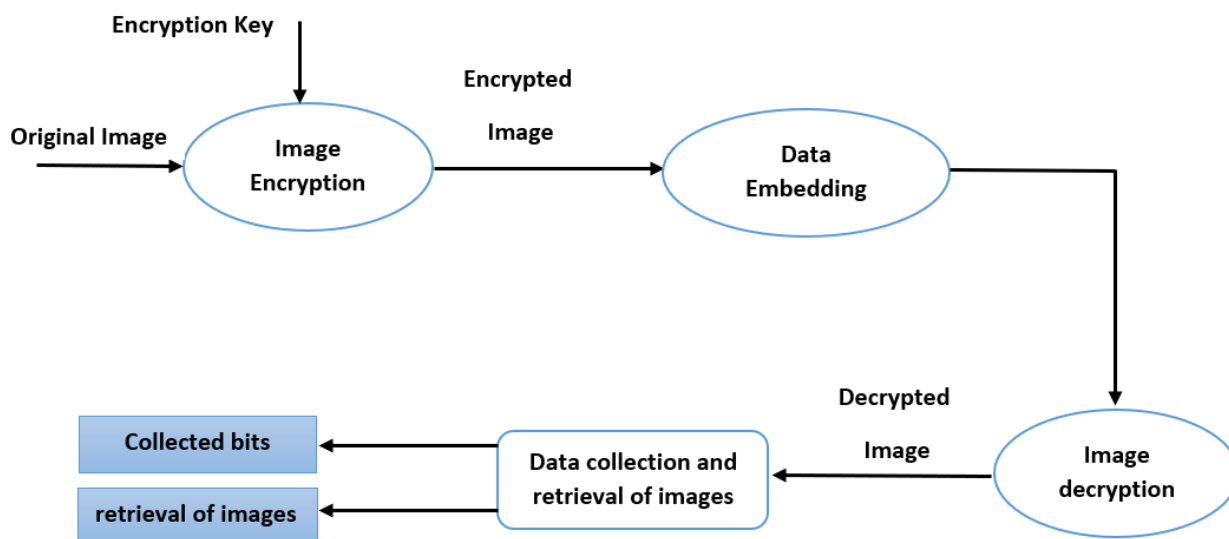 Encryption Key
Original Image
Image
Encryption
Encrypted
Image
Data
Embedding
Image
decryption
Decrypted
Image
Data collection and
retrieval of images
Collected bits
retrieval of images